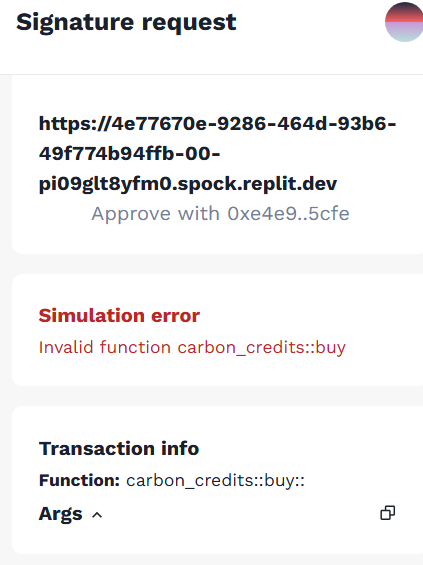 Signature request
https://4e77670e-9286-464d-93b6-
49f774b94ffb-00-
pi09glt8yfm0.spock.replit.dev
Approve with 0xe4e9..5cfe
Simulation error
Invalid function carbon_credits::buy
Transaction info
Function: carbon_credits::buy::
Args